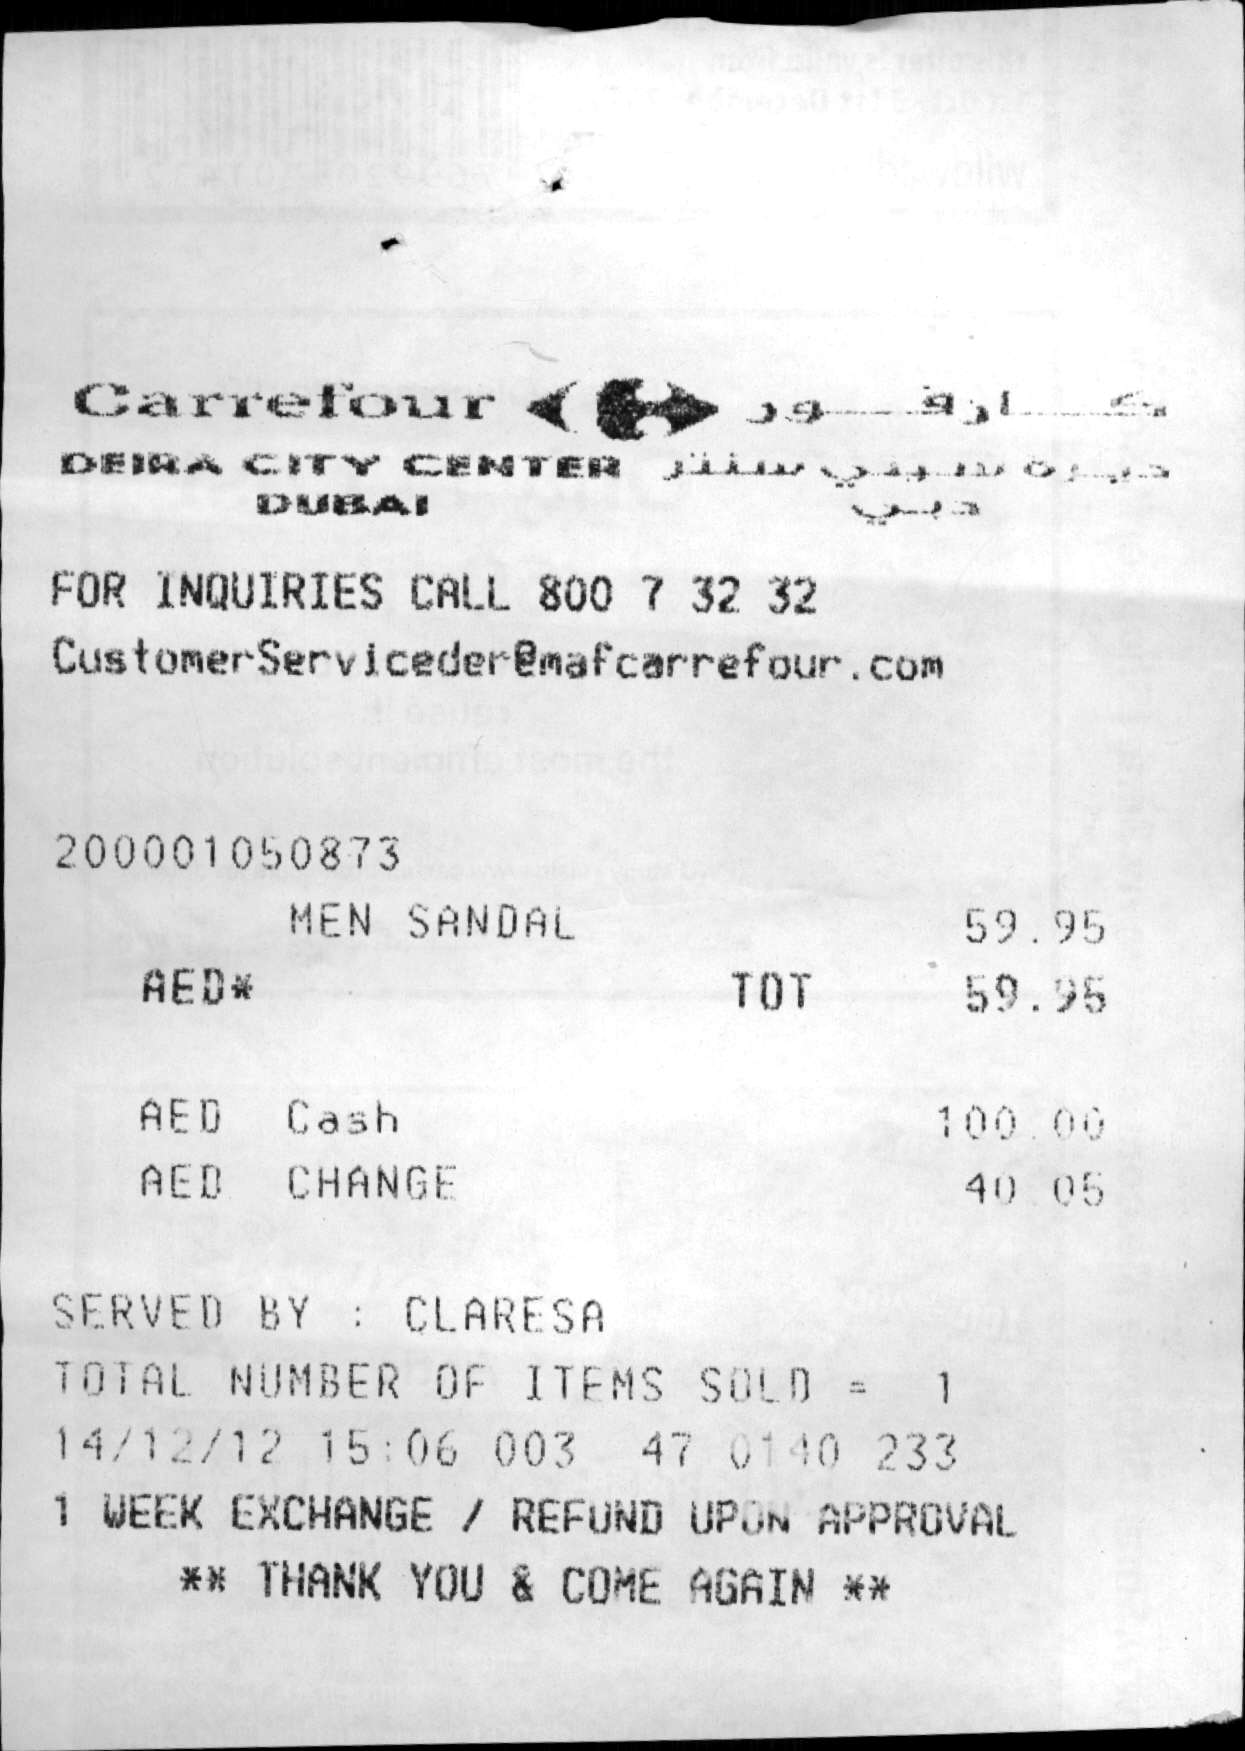 Carrefour كارفور
DEIRA CITY CENTER ديرة سيتي سنتر
DUBAI دبي
FOR INQUIRIES CALL 800 7 32 32
CustomerServiceder@mafcarrefour.com
200001050873
MEN SANDAL 59.95
AED* TOT 59.95
AED Cash 100.00
AED CHANGE 40.05
SERVED BY : CLARESA
TOTAL NUMBER OF ITEMS SOLD = 1
14/12/12 15:06 003 47 0140 233
1 WEEK EXCHANGE / REFUND UPON APPROVAL
** THANK YOU & COME AGAIN **